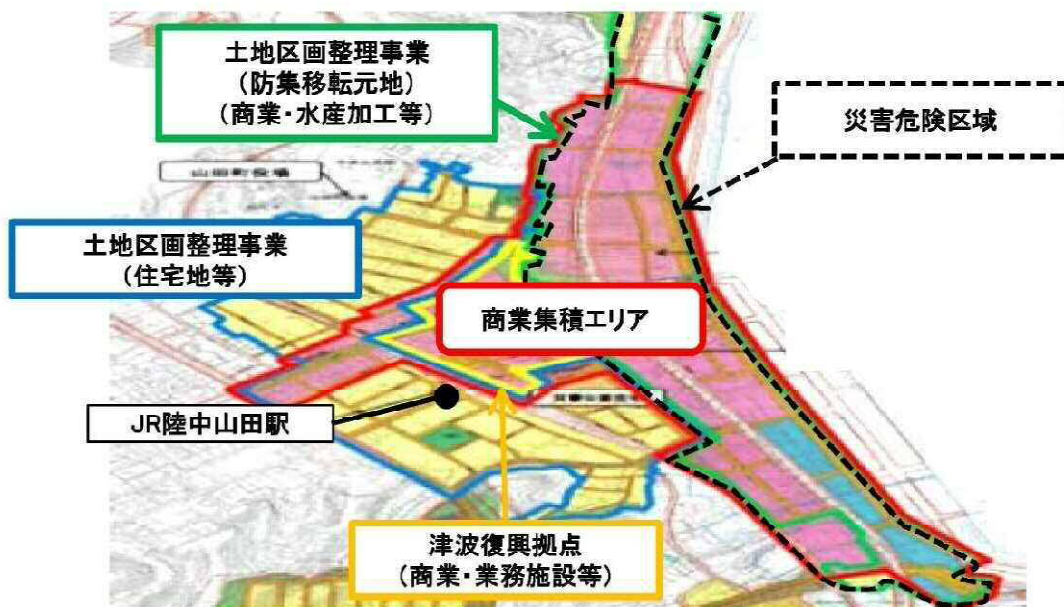 土地区画整理事業
(防集移転元地)
(商業・水産加工等)
災害危険区域
山田町役場
土地区画整理事業
(住宅地等)
商業集積エリア
JR陸中山田駅
津波復興拠点
(商業・業務施設等)